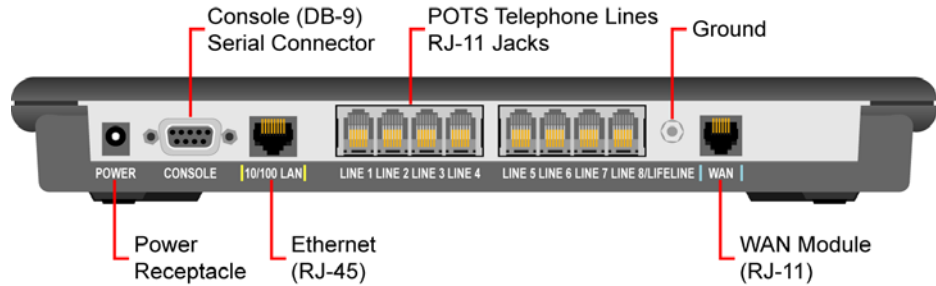 Console (DB-9)
Serial Connector
POTS Telephone Lines
RJ-11 Jacks
Ground
POWER
CONSOLE
10/100 LAN
LINE 1 LINE 2 LINE 3 LINE 4
LINE 5 LINE 6 LINE 7 LINE 8/LIFELINE
WAN
Power
Receptacle
Ethernet
(RJ-45)
WAN Module
(RJ-11)